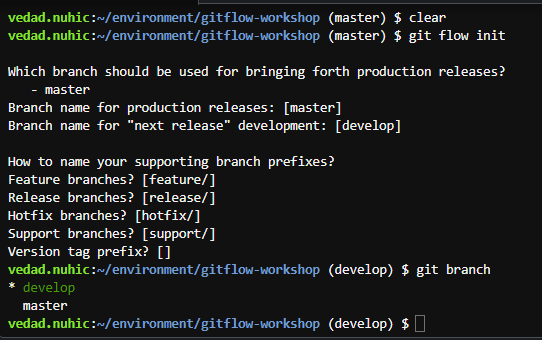 vedad.nuhic:~/environment/gitflow-workshop (master) $ clear
vedad.nuhic:~/environment/gitflow-workshop (master) $ git flow init

Which branch should be used for bringing forth production releases?
   - master
Branch name for production releases: [master]
Branch name for "next release" development: [develop]

How to name your supporting branch prefixes?
Feature branches? [feature/]
Release branches? [release/]
Hotfix branches? [hotfix/]
Support branches? [support/]
Version tag prefix? []
vedad.nuhic:~/environment/gitflow-workshop (develop) $ git branch
* develop
  master
vedad.nuhic:~/environment/gitflow-workshop (develop) $